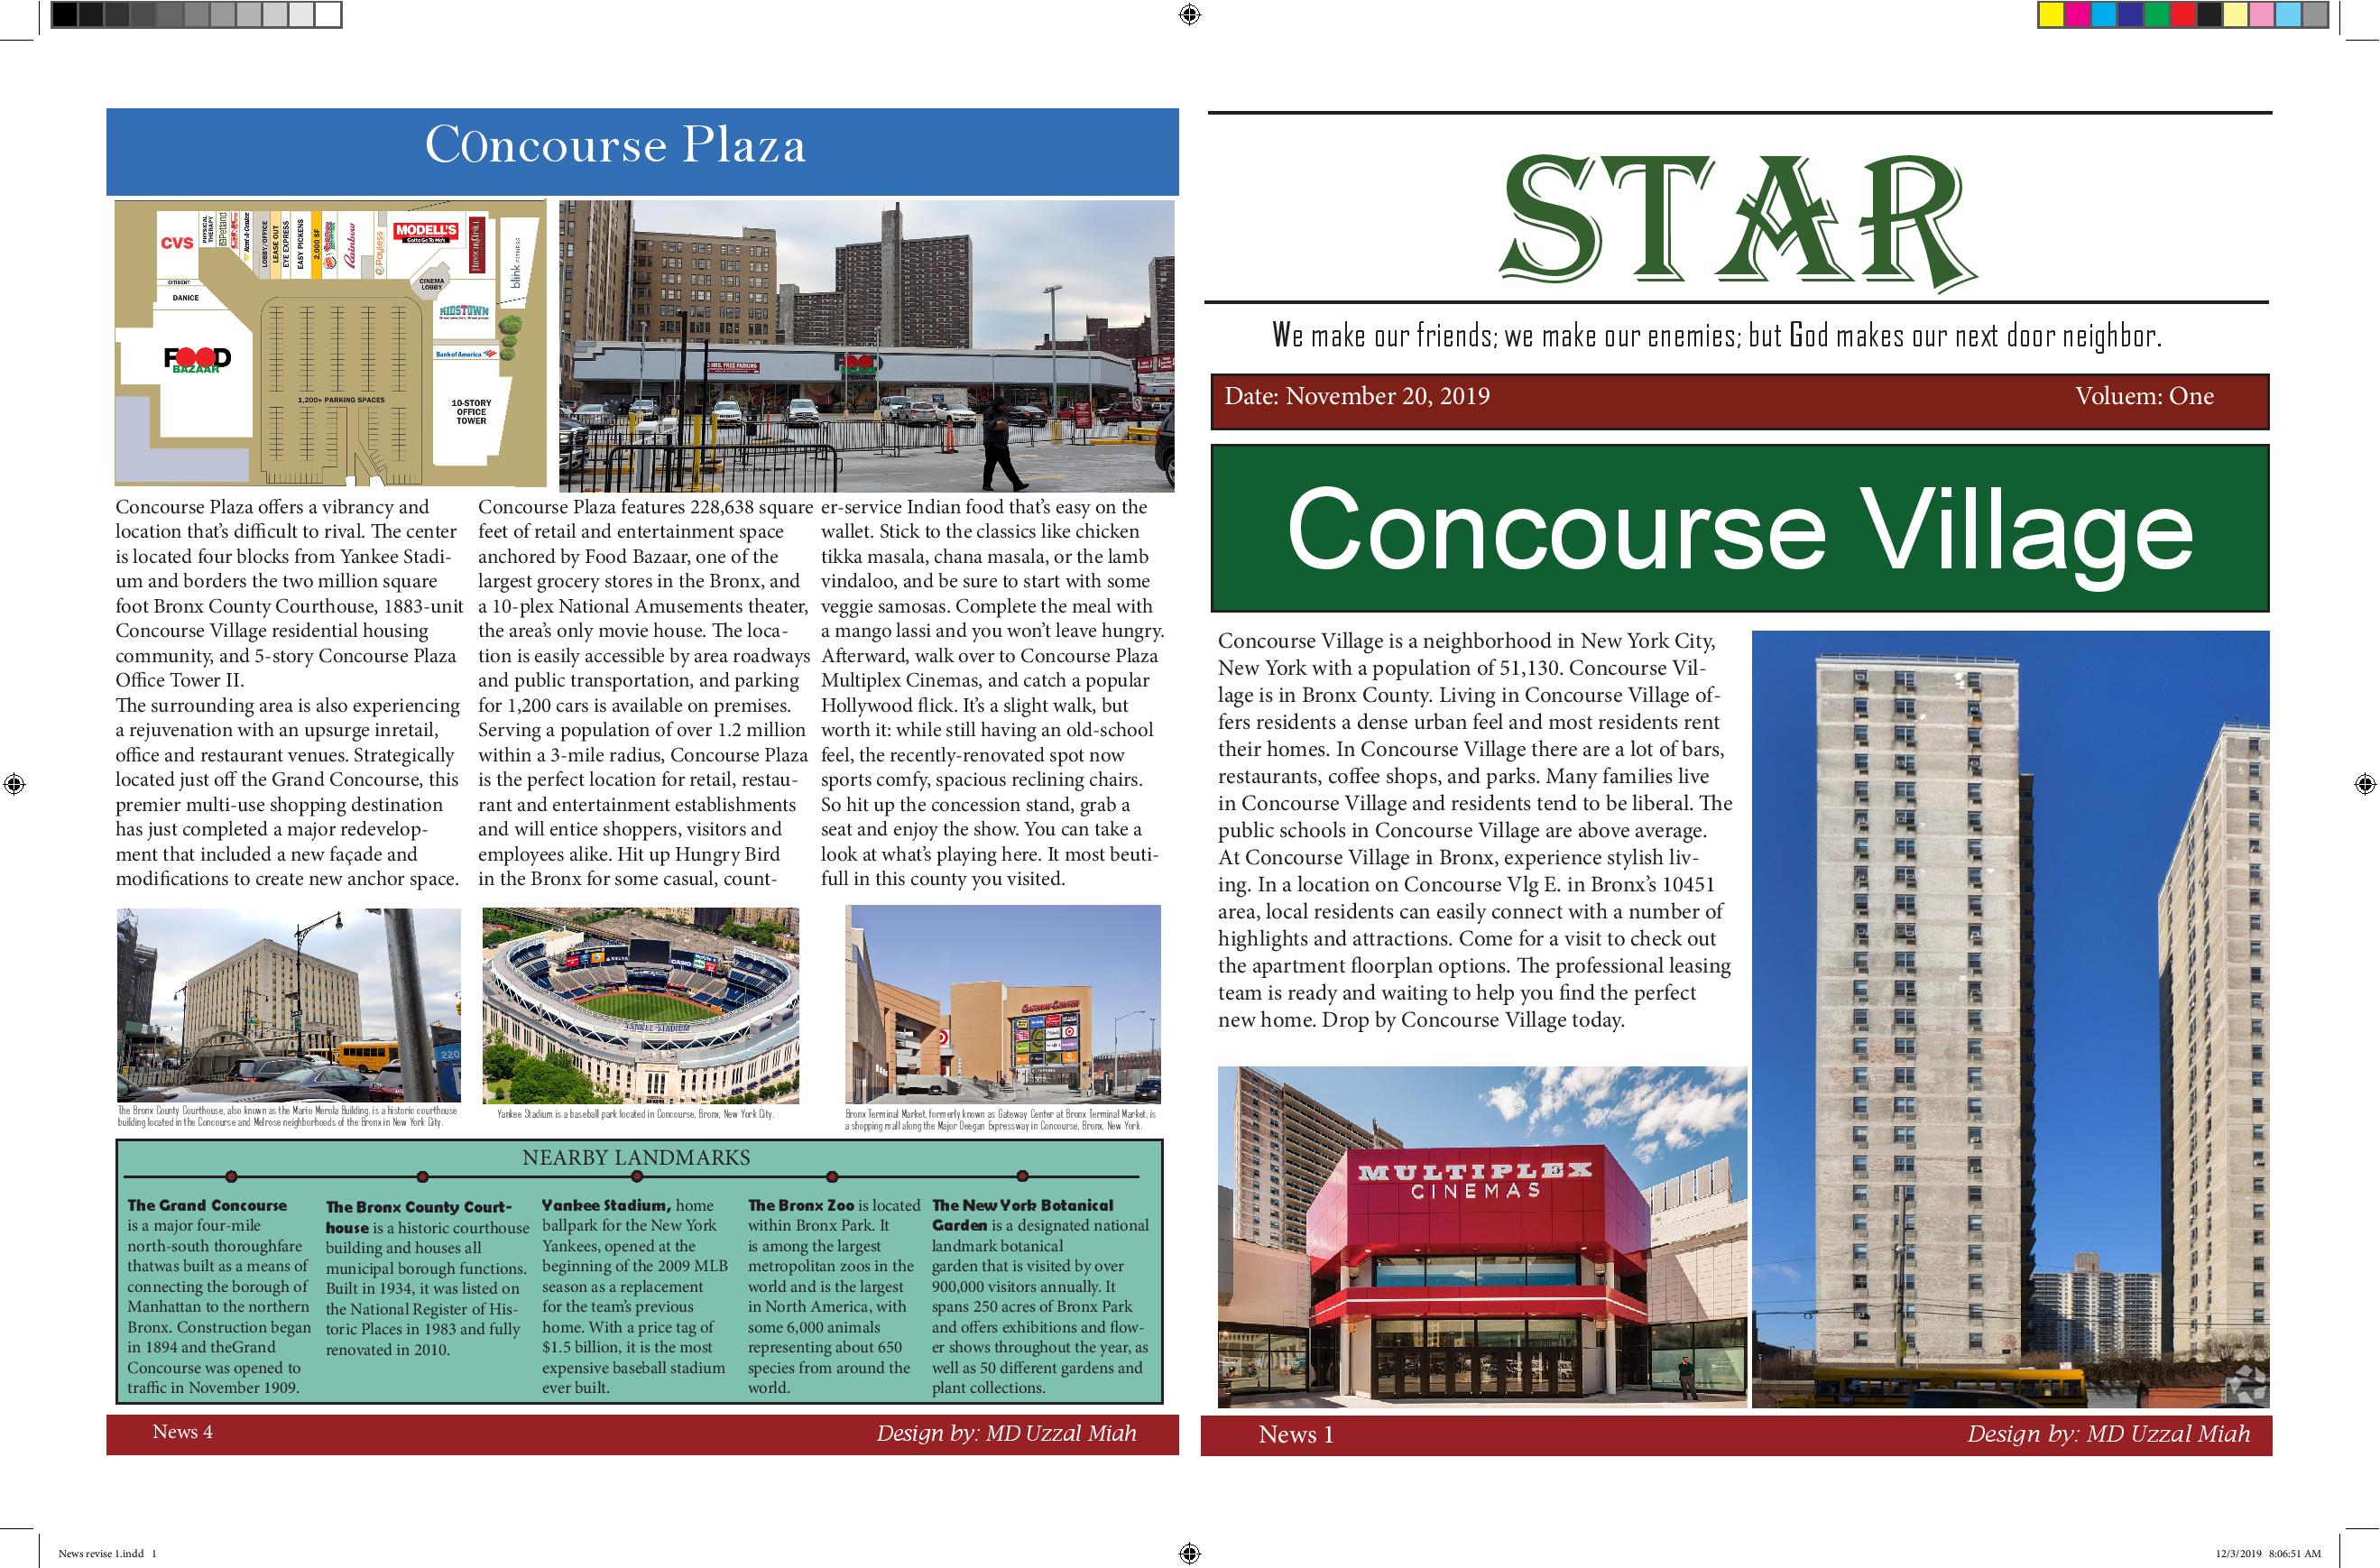 C0ncourse Plaza
CVS
PHYSICAL THERAPY
Petland
Rent-A-Center
LOBBY/OFFICE
LEASE OUT
EYE EXPRESS
EASY PICKENS
2,000 SF
Rainbow
Payless
MODELL'S
Gotta Go To Mo's
blink FITNESS
CINEMA
LOBBY
CITIDENT
DANICE
KIDSTOWN
FOOD
BAZAAR
Bank of America
1,200+ PARKING SPACES
10-STORY
OFFICE
TOWER
FOOD
Concourse Plaza offers a vibrancy and
location that's difficult to rival. The center
is located four blocks from Yankee Stadi-
um and borders the two million square
foot Bronx County Courthouse, 1883-unit
Concourse Village residential housing
community, and 5-story Concourse Plaza
Office Tower II.
The surrounding area is also experiencing
a rejuvenation with an upsurge inretail,
office and restaurant venues. Strategically
located just off the Grand Concourse, this
premier multi-use shopping destination
has just completed a major redevelop-
ment that included a new façade and
modifications to create new anchor space.
Concourse Plaza features 228,638 square
feet of retail and entertainment space
anchored by Food Bazaar, one of the
largest grocery stores in the Bronx, and
a 10-plex National Amusements theater,
the area's only movie house. The loca-
tion is easily accessible by area roadways
and public transportation, and parking
for 1,200 cars is available on premises.
Serving a population of over 1.2 million
within a 3-mile radius, Concourse Plaza
is the perfect location for retail, restau-
rant and entertainment establishments
and will entice shoppers, visitors and
employees alike. Hit up Hungry Bird
in the Bronx for some casual, count-
er-service Indian food that's easy on the
wallet. Stick to the classics like chicken
tikka masala, chana masala, or the lamb
vindaloo, and be sure to start with some
veggie samosas. Complete the meal with
a mango lassi and you won't leave hungry.
Afterward, walk over to Concourse Plaza
Multiplex Cinemas, and catch a popular
Hollywood flick. It's a slight walk, but
worth it: while still having an old-school
feel, the recently-renovated spot now
sports comfy, spacious reclining chairs.
So hit up the concession stand, grab a
seat and enjoy the show. You can take a
look at what's playing here. It most beuti-
full in this county you visited.
220
YANKEE STADIUM
GATEWAY CENTER
The Bronx County Courthouse, also known as the Mario Merola Building, is a historic courthouse
building located in the Concourse and Melrose neighborhoods of the Bronx in New York City.
Yankee Stadium is a baseball park located in Concourse, Bronx, New York City.
Bronx Terminal Market, formerly known as Gateway Center at Bronx Terminal Market, is
a shopping mall along the Major Deegan Expressway in Concourse, Bronx, New York.
NEARBY LANDMARKS
The Grand Concourse
is a major four-mile
north-south thoroughfare
thatwas built as a means of
connecting the borough of
Manhattan to the northern
Bronx. Construction began
in 1894 and theGrand
Concourse was opened to
traffic in November 1909.
The Bronx County Court-
house is a historic courthouse
building and houses all
municipal borough functions.
Built in 1934, it was listed on
the National Register of His-
toric Places in 1983 and fully
renovated in 2010.
Yankee Stadium, home
ballpark for the New York
Yankees, opened at the
beginning of the 2009 MLB
season as a replacement
for the team's previous
home. With a price tag of
$1.5 billion, it is the most
expensive baseball stadium
ever built.
The Bronx Zoo is located
within Bronx Park. It
is among the largest
metropolitan zoos in the
world and is the largest
in North America, with
some 6,000 animals
representing about 650
species from around the
world.
The New York Botanical
Garden is a designated national
landmark botanical
garden that is visited by over
900,000 visitors annually. It
spans 250 acres of Bronx Park
and offers exhibitions and flow-
er shows throughout the year, as
well as 50 different gardens and
plant collections.
News 4
Design by: MD Uzzal Miah
STAR
We make our friends; we make our enemies; but God makes our next door neighbor.
Date: November 20, 2019
Voluem: One
Concourse Village
Concourse Village is a neighborhood in New York City,
New York with a population of 51,130. Concourse Vil-
lage is in Bronx County. Living in Concourse Village of-
fers residents a dense urban feel and most residents rent
their homes. In Concourse Village there are a lot of bars,
restaurants, coffee shops, and parks. Many families live
in Concourse Village and residents tend to be liberal. The
public schools in Concourse Village are above average.
At Concourse Village in Bronx, experience stylish liv-
ing. In a location on Concourse Vlg E. in Bronx's 10451
area, local residents can easily connect with a number of
highlights and attractions. Come for a visit to check out
the apartment floorplan options. The professional leasing
team is ready and waiting to help you find the perfect
new home. Drop by Concourse Village today.
MULTIPLEX
CINEMAS
News 1
Design by: MD Uzzal Miah
News revise 1.indd 1
12/3/2019 8:06:51 AM